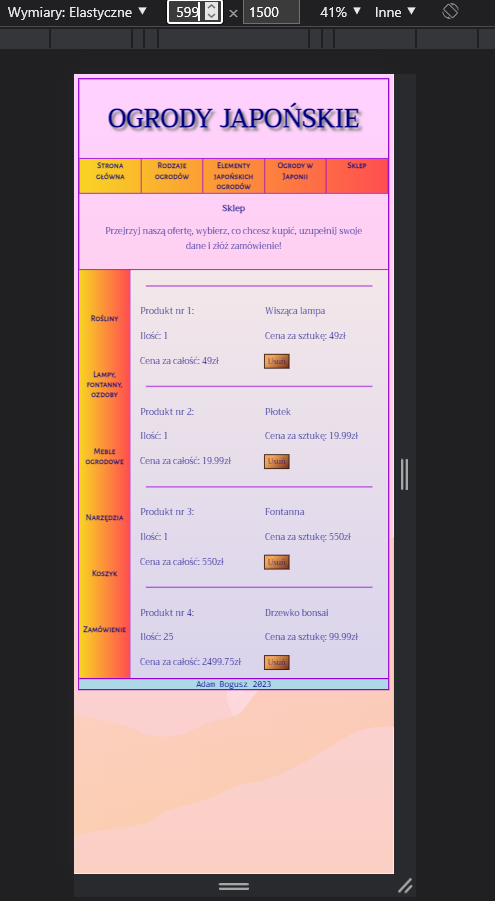 Wymiary: Elastyczne ▼ 599 × 1500 41% ▼ Inne ▼
OGRODY JAPOŃSKIE
Strona główna
Rodzaje ogrodów
Elementy japońskich ogrodów
Ogrody w Japonii
Sklep
Sklep
Przejrzyj naszą ofertę, wybierz, co chcesz kupić, uzupełnij swoje
dane i złóż zamówienie!
Rośliny
Lampy,
fontanny,
ozdoby
Meble
ogrodowe
Narzędzia
Koszyk
Zamówienie
Produkt nr 1: Wisząca lampa
Ilość: 1 Cena za sztukę: 49zł
Cena za całość: 49zł Usuń
Produkt nr 2: Płotek
Ilość: 1 Cena za sztukę: 19.99zł
Cena za całość: 19.99zł Usuń
Produkt nr 3: Fontanna
Ilość: 1 Cena za sztukę: 550zł
Cena za całość: 550zł Usuń
Produkt nr 4: Drzewko bonsai
Ilość: 25 Cena za sztukę: 99.99zł
Cena za całość: 2499.75zł Usuń
Adam Bogusz 2023